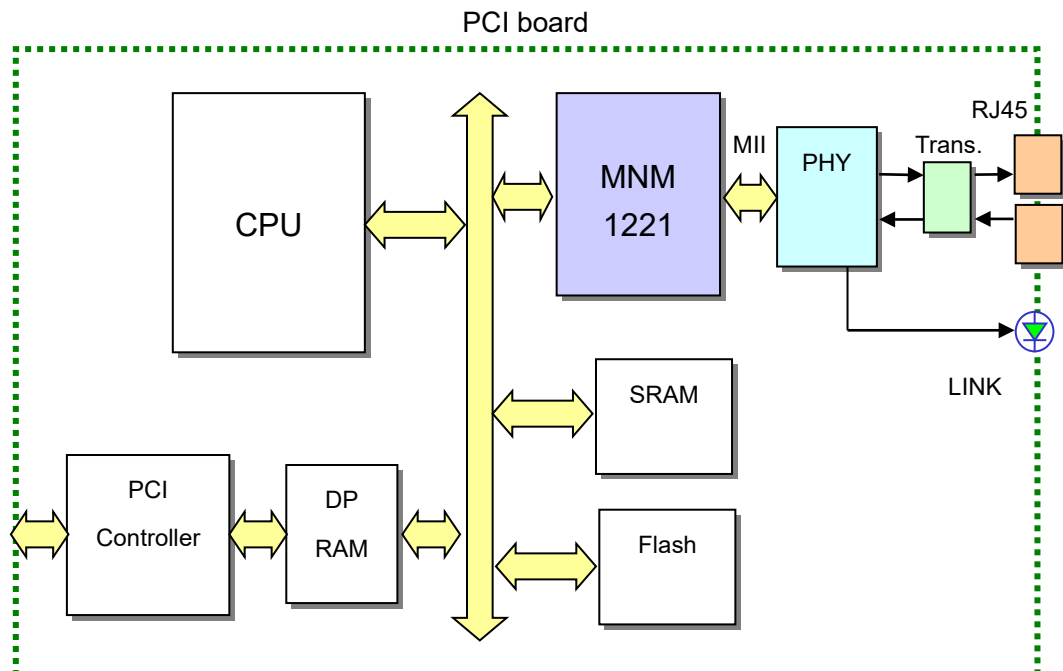 PCI board
CPU
MNM
1221
MII
PHY
Trans.
RJ45
LINK
SRAM
PCI
Controller
DP
RAM
Flash